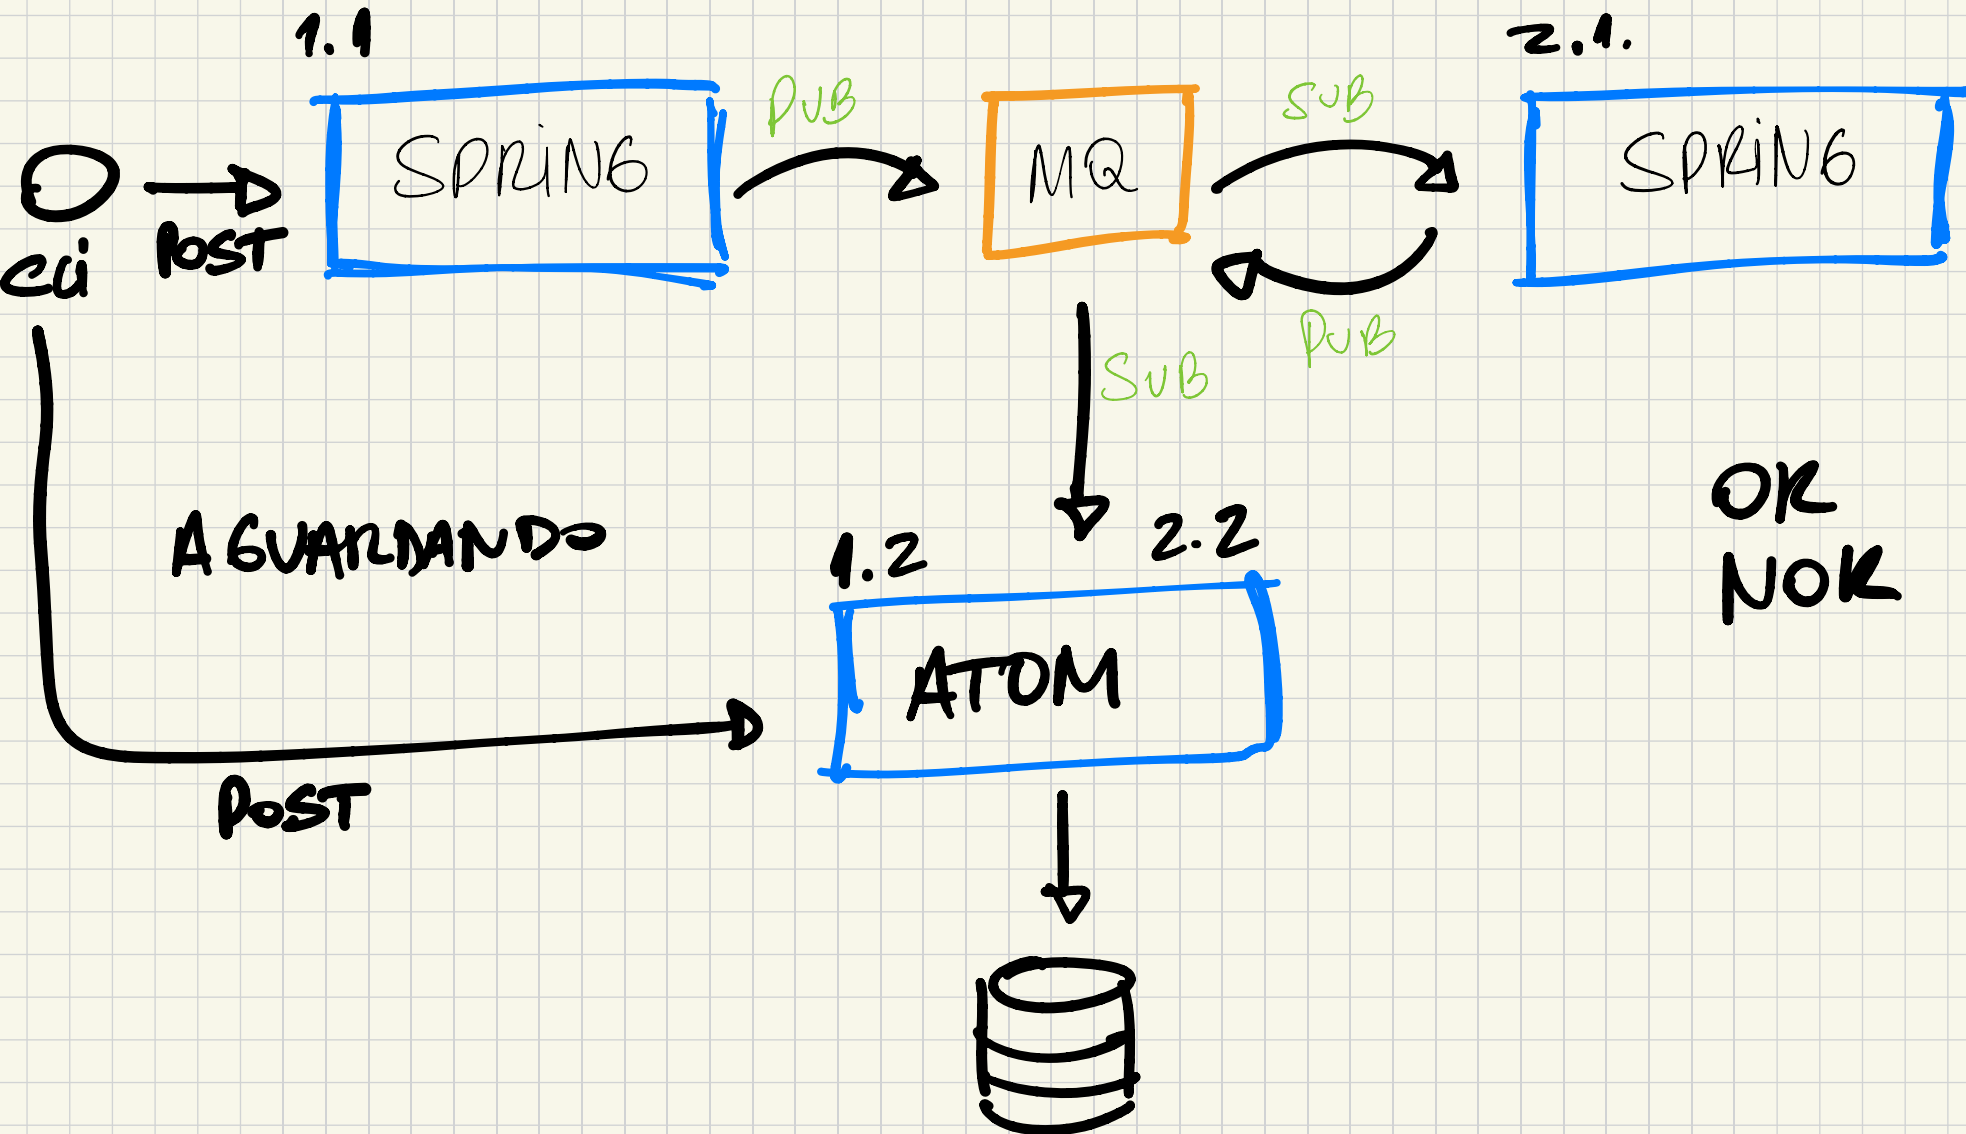 1.1
2.1.
PUB
SUB
SPRiNG
MQ
SPRiNG
POST
Cli
PUB
SUB
OK
NOK
AGUARDANDO
1.2
2.2
ATOM
POST